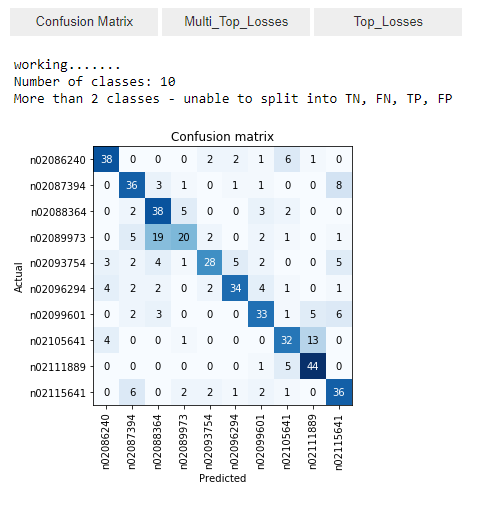 Confusion Matrix Multi_Top_Losses Top_Losses
working.......
Number of classes: 10
More than 2 classes - unable to split into TN, FN, TP, FP
Confusion matrix
n02086240 38 0 0 0 2 2 1 6 1 0
n02087394 0 36 3 1 0 1 1 0 0 8
n02088364 0 2 38 5 0 0 3 2 0 0
n02089973 0 5 19 20 2 0 2 1 0 1
n02093754 3 2 4 1 28 5 2 0 0 5
n02096294 4 2 2 0 2 34 4 1 0 1
n02099601 0 2 3 0 0 0 33 1 5 6
n02105641 4 0 0 1 0 0 0 32 13 0
n02111889 0 0 0 0 0 0 1 5 44 0
n02115641 0 6 0 2 2 1 2 1 0 36
Actual
n02086240 n02087394 n02088364 n02089973 n02093754 n02096294 n02099601 n02105641 n02111889 n02115641
Predicted